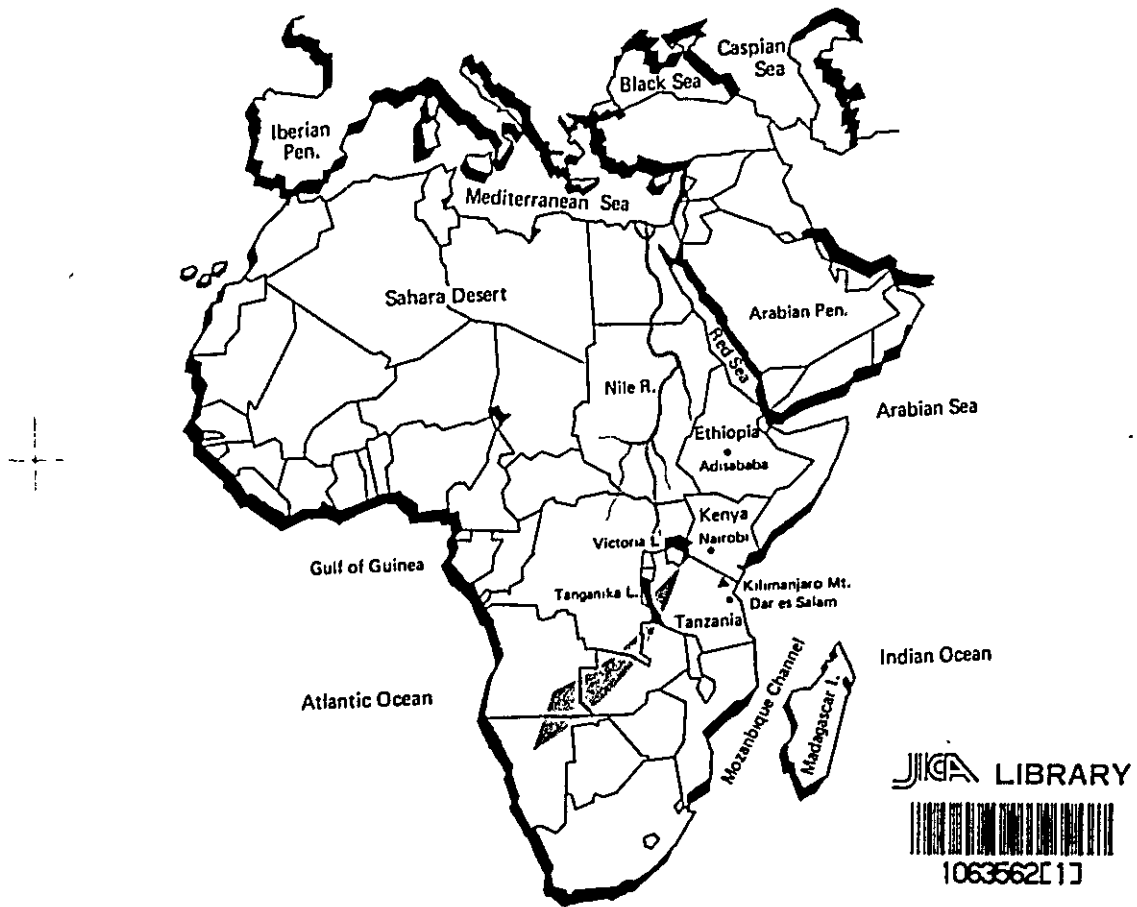 Caspian
Sea
Black Sea
Iberian
Pen.
Mediterranean Sea
Sahara Desert
Arabian Pen.
Red Sea
Nile R.
Arabian Sea
Ethiopia
Adisababa
Kenya
Victoria L.
Nairobi
Gulf of Guinea
Tanganika L.
Kilimanjaro Mt.
Dar es Salam
Tanzania
Indian Ocean
Atlantic Ocean
Mozanbique Channel
Madagascar I.
JICA LIBRARY
1063562[1]